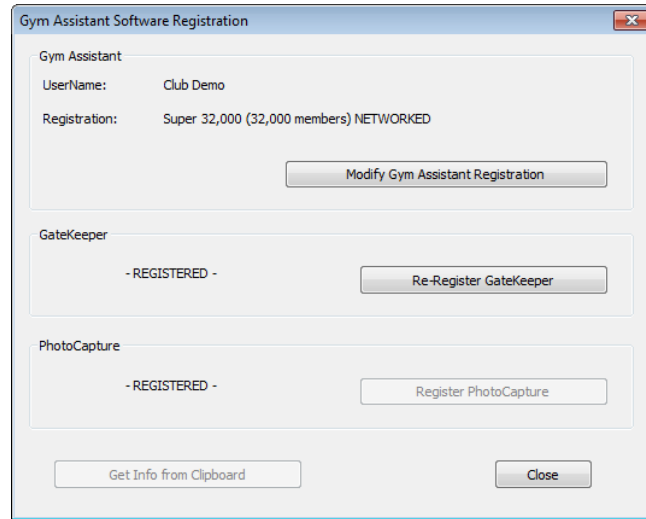 Gym Assistant Software Registration
Gym Assistant
UserName: Club Demo
Registration: Super 32,000 (32,000 members) NETWORKED
Modify Gym Assistant Registration
GateKeeper
- REGISTERED - Re-Register GateKeeper
PhotoCapture
- REGISTERED - Register PhotoCapture
Get Info from Clipboard Close